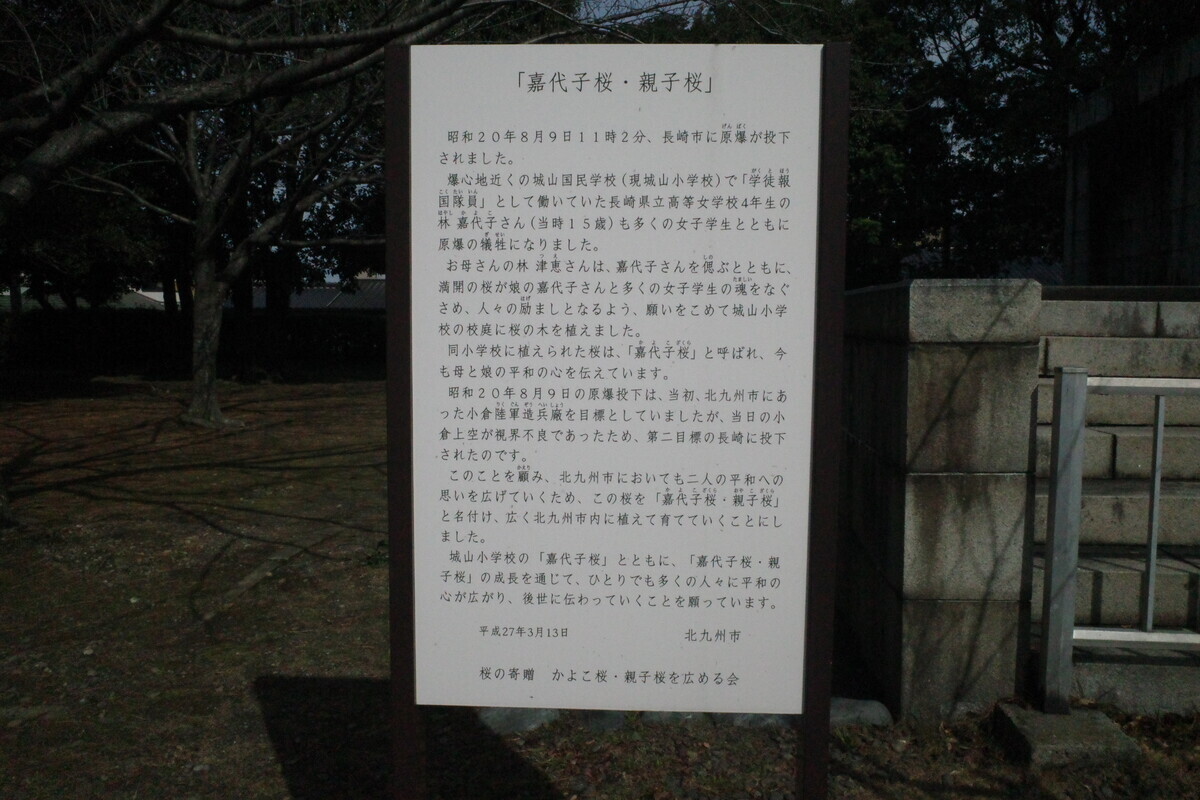 「嘉代子桜・親子桜」
昭和20年8月9日11時2分、長崎市に原爆が投下
されました。
爆心地近くの城山国民学校(現城山小学校)で「学徒報
国隊員」として働いていた長崎県立高等女学校4年生の
林 嘉代子さん(当時15歳)も多くの女子学生とともに
原爆の犠牲になりました。
お母さんの林 津恵さんは、嘉代子さんを偲ぶとともに、
満開の桜が娘の嘉代子さんと多くの女子学生の魂をなぐ
さめ、人々の励ましとなるよう、願いをこめて城山小学
校の校庭に桜の木を植えました。
同小学校に植えられた桜は、「嘉代子桜」と呼ばれ、今
も母と娘の平和の心を伝えています。
昭和20年8月9日の原爆投下は、当初、北九州市にあ
った小倉陸軍造兵廠を目標としていましたが、当日の小
倉上空が視界不良であったため、第二目標の長崎に投下
されたのです。
このことを顧み、北九州市においても二人の平和への
思いを広げていくため、この桜を「嘉代子桜・親子桜」
と名付け、広く北九州市内に植えて育てていくことにし
ました。
城山小学校の「嘉代子桜」とともに、「嘉代子桜・親
子桜」の成長を通じて、ひとりでも多くの人々に平和の
心が広がり、後世に伝わっていくことを願っています。
平成27年3月13日 北九州市
桜の寄贈 かよこ桜・親子桜を広める会